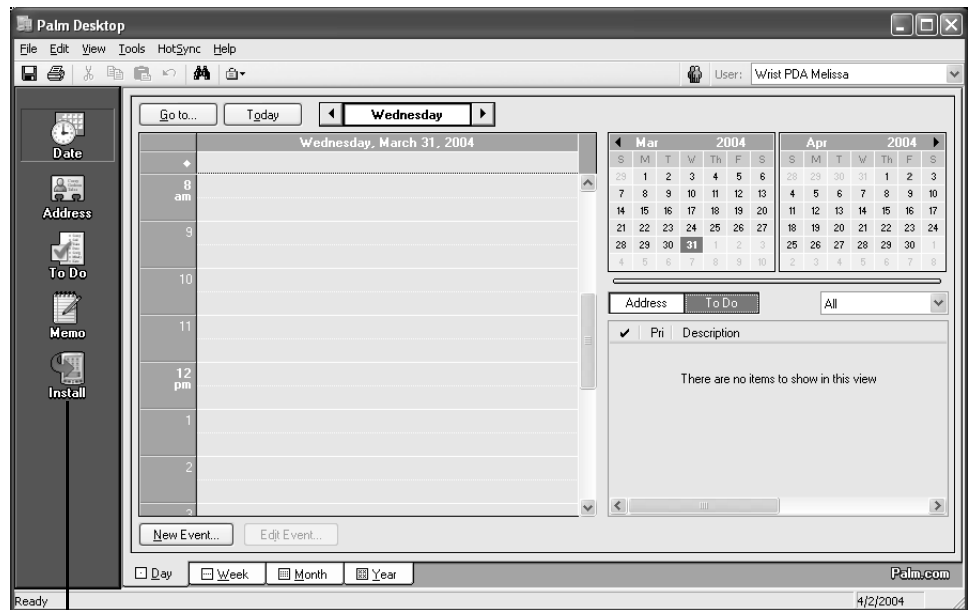 Palm Desktop
File Edit View Tools HotSync Help
User: Wrist PDA Melissa
Date
Address
To Do
Memo
Install
Go to... Today Wednesday
Wednesday, March 31, 2004
8 am
9
10
11
12 pm
1
2
3
New Event... Edit Event...
Day Week Month Year
Mar 2004
S M T W Th F S
29 1 2 3 4 5 6
7 8 9 10 11 12 13
14 15 16 17 18 19 20
21 22 23 24 25 26 27
28 29 30 31 1 2 3
4 5 6 7 8 9 10
Apr 2004
S M T W Th F S
28 29 30 31 1 2 3
4 5 6 7 8 9 10
11 12 13 14 15 16 17
18 19 20 21 22 23 24
25 26 27 28 29 30 1
2 3 4 5 6 7 8
Address To Do All
Pri Description
There are no items to show in this view
Palm.com
Ready 4/2/2004